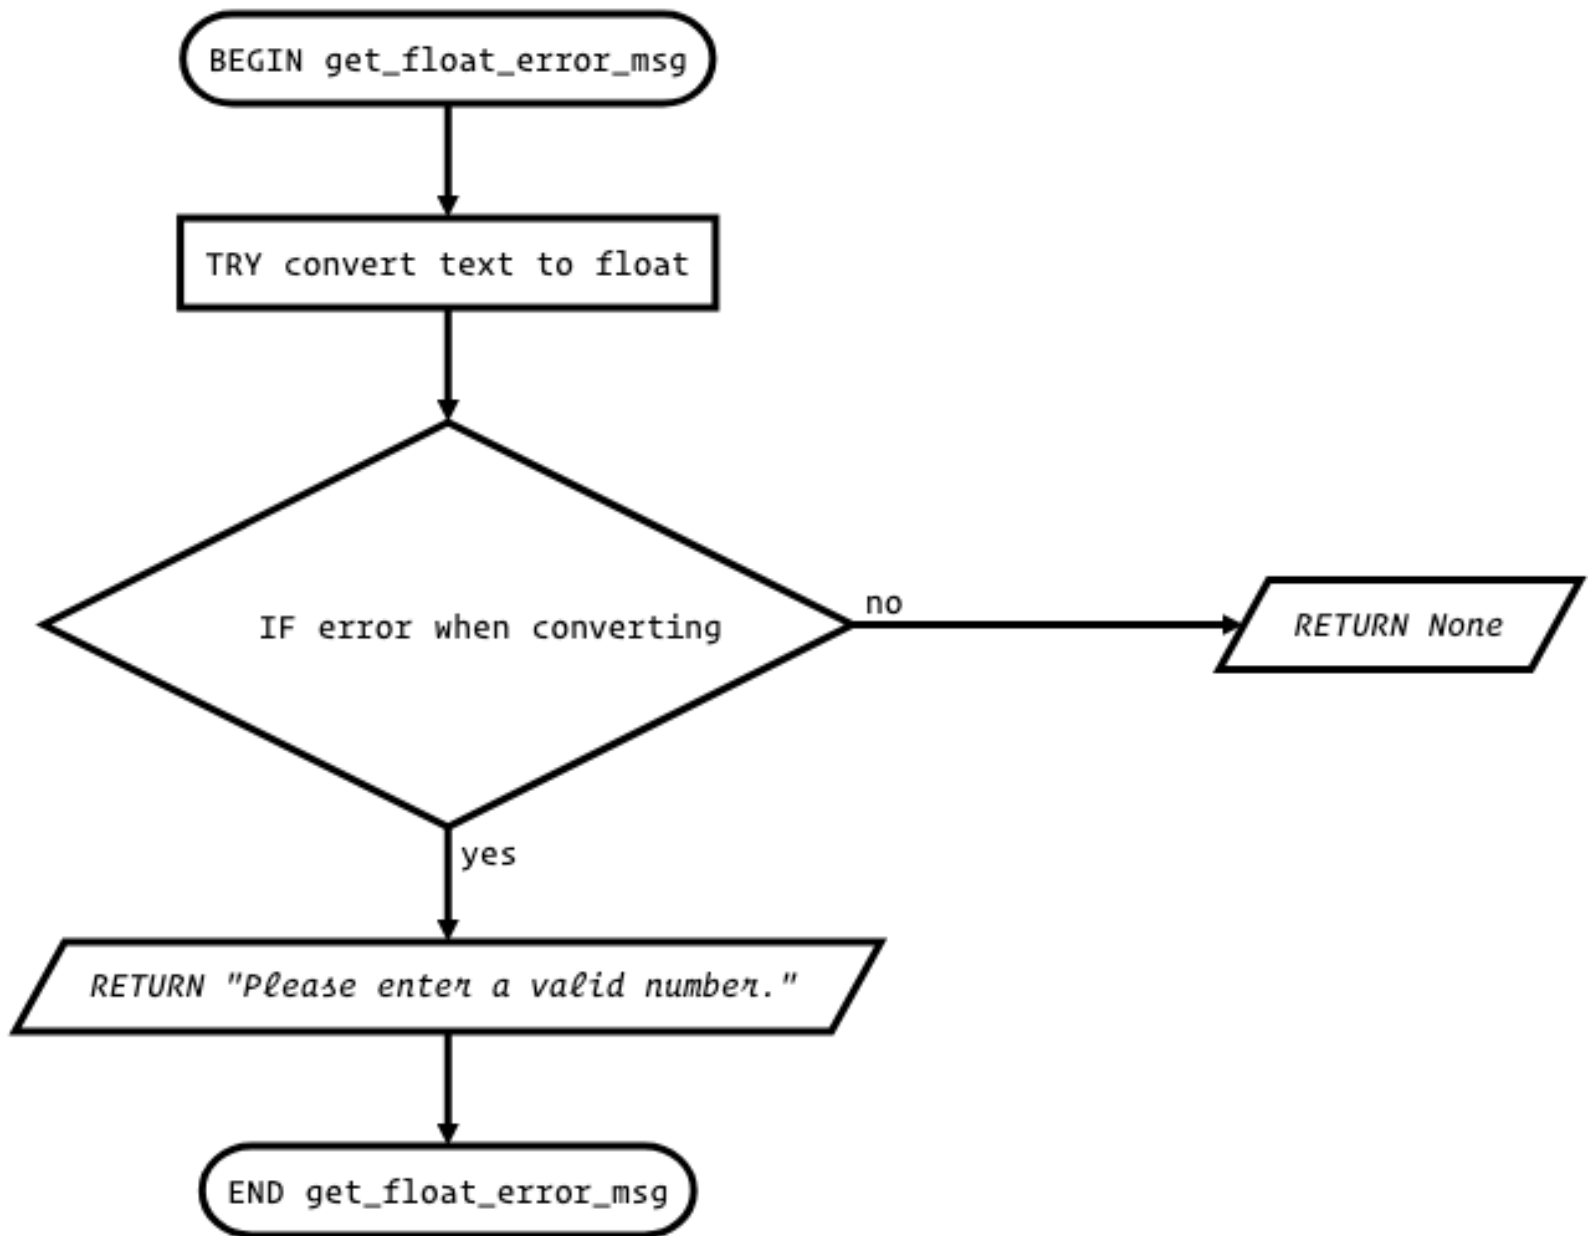 BEGIN get_float_error_msg
TRY convert text to float
IF error when converting
no
RETURN None
yes
RETURN "Please enter a valid number."
END get_float_error_msg